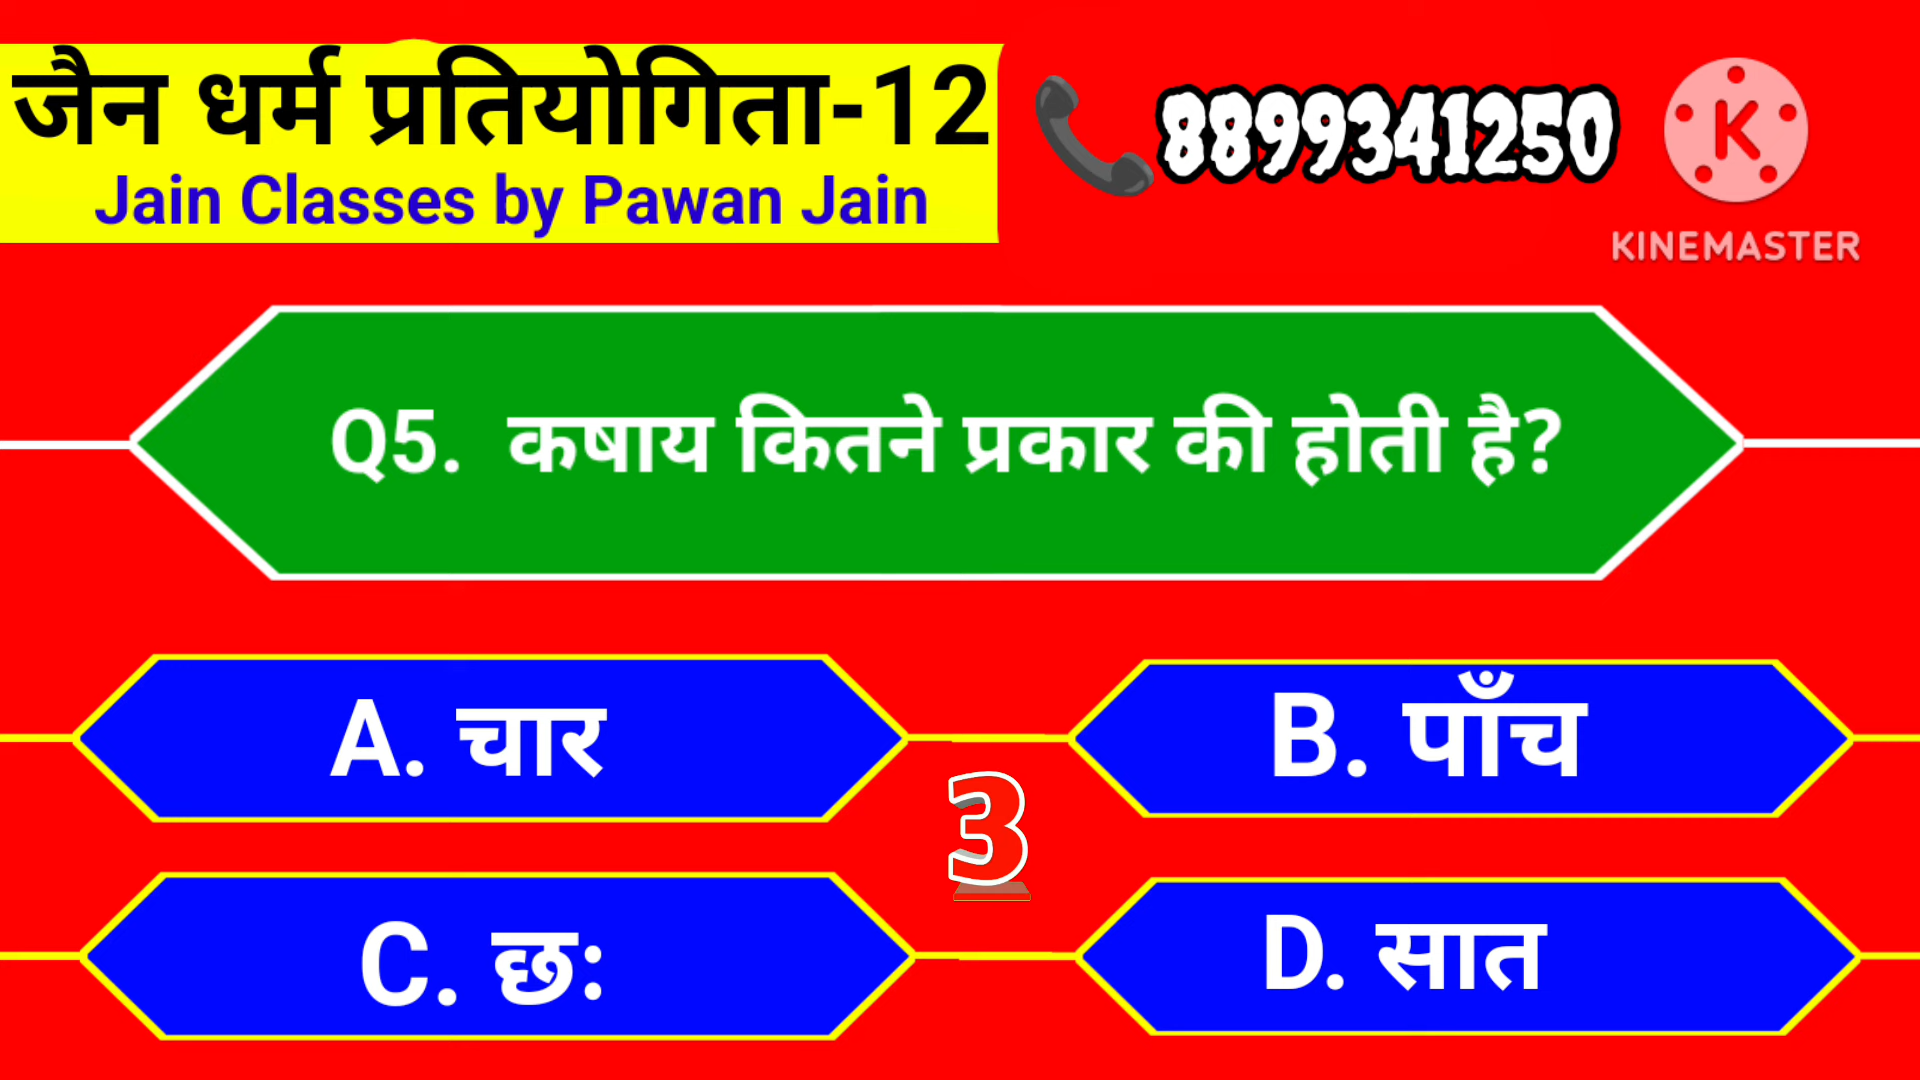 जैन धर्म प्रतियोगिता-12
Jain Classes by Pawan Jain
8899341250
K
KINEMASTER
Q5. कषाय कितने प्रकार की होती है?
A. चार
B. पाँच
3
C. छः
D. सात